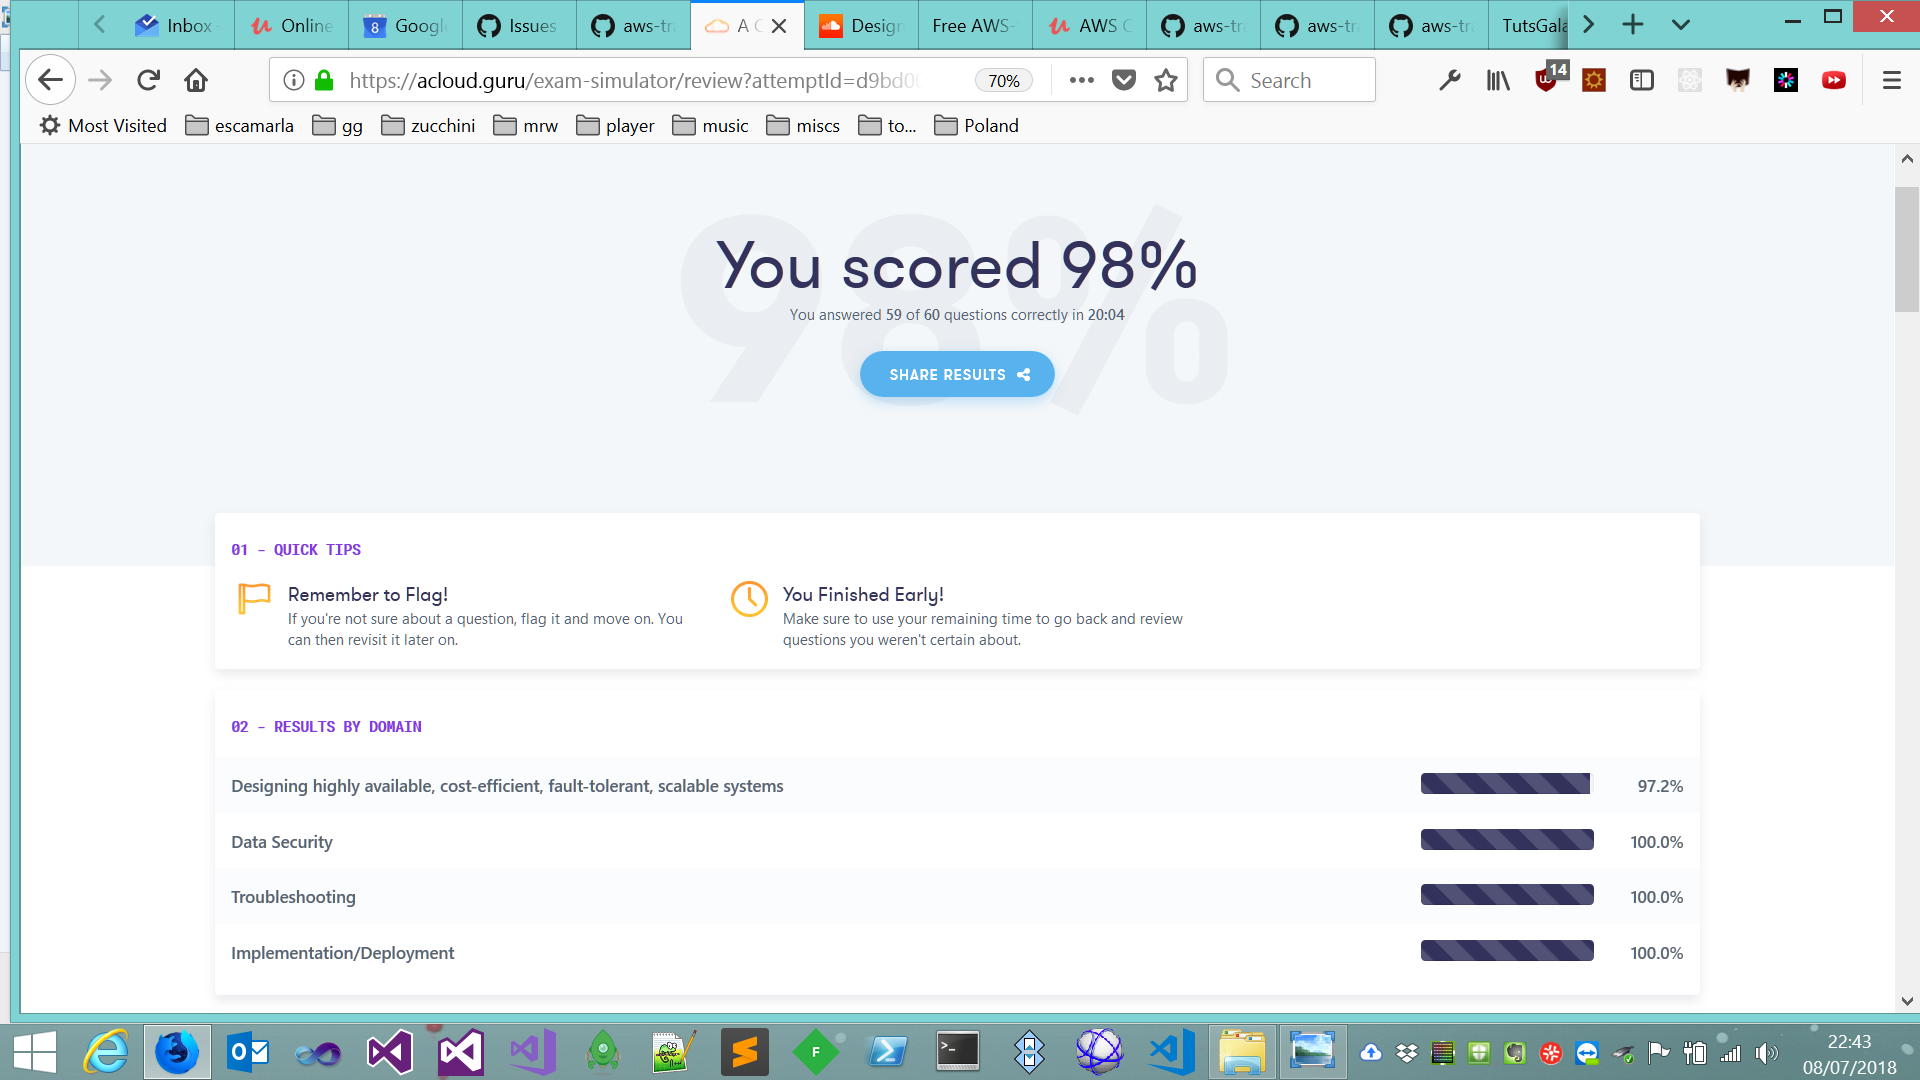 Inbox
Online
Google
Issues
aws-tr
A C
Design
Free AWS-
AWS C
aws-tr
aws-tr
aws-tr
TutsGala
https://acloud.guru/exam-simulator/review?attemptId=d9bd0
70%
Search
14
Most Visited
escamarla
gg
zucchini
mrw
player
music
miscs
to...
Poland
98%
You scored 98%
You answered 59 of 60 questions correctly in 20:04
SHARE RESULTS
01 - QUICK TIPS
Remember to Flag!
If you're not sure about a question, flag it and move on. You
can then revisit it later on.
You Finished Early!
Make sure to use your remaining time to go back and review
questions you weren't certain about.
02 - RESULTS BY DOMAIN
Designing highly available, cost-efficient, fault-tolerant, scalable systems
97.2%
Data Security
100.0%
Troubleshooting
100.0%
Implementation/Deployment
100.0%
22:43
08/07/2018